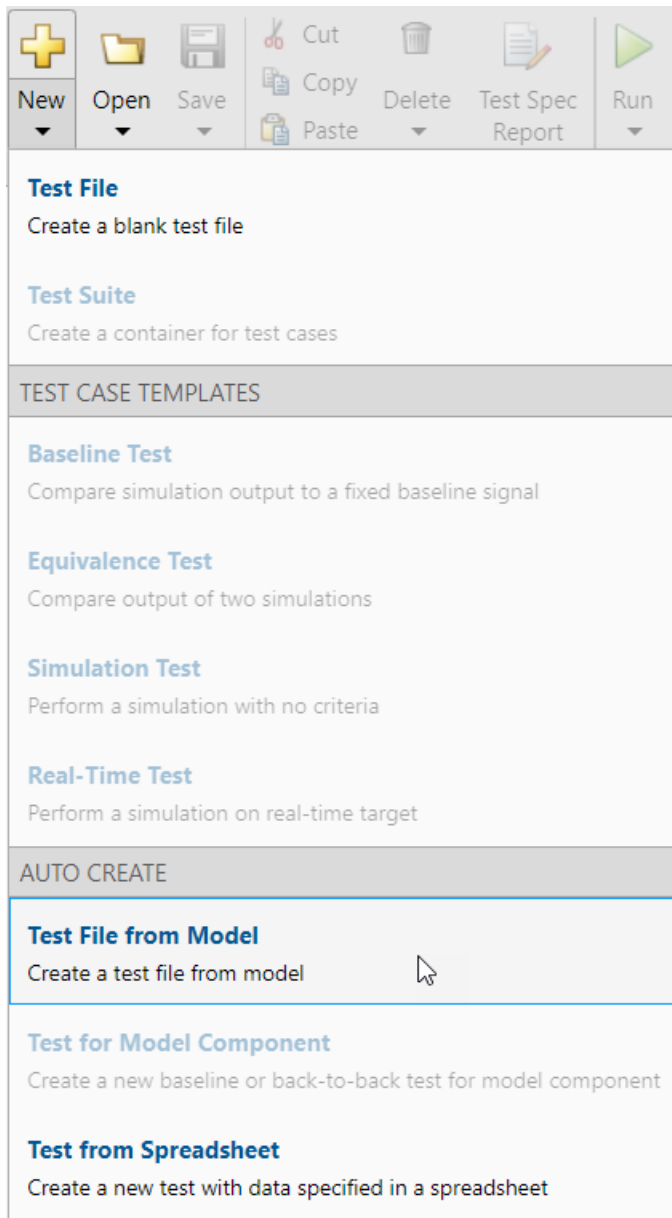 New
Open
Save
Cut
Copy
Paste
Delete
Test Spec
Report
Run
Test File
Create a blank test file
Test Suite
Create a container for test cases
TEST CASE TEMPLATES
Baseline Test
Compare simulation output to a fixed baseline signal
Equivalence Test
Compare output of two simulations
Simulation Test
Perform a simulation with no criteria
Real-Time Test
Perform a simulation on real-time target
AUTO CREATE
Test File from Model
Create a test file from model
Test for Model Component
Create a new baseline or back-to-back test for model component
Test from Spreadsheet
Create a new test with data specified in a spreadsheet